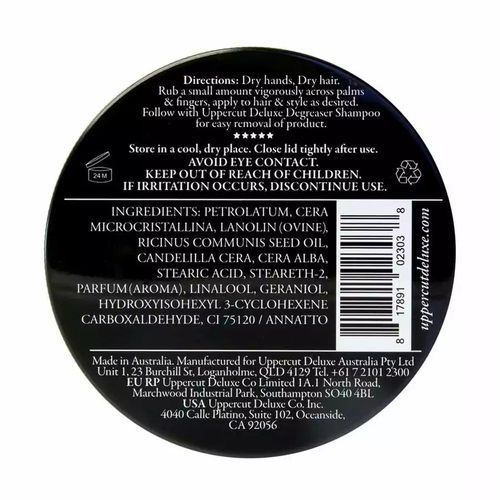 Directions: Dry hands, Dry hair.
Rub a small amount vigorously across palms
& fingers, apply to hair & style as desired.
Follow with Uppercut Deluxe Degreaser Shampoo
for easy removal of product.
Store in a cool, dry place. Close lid tightly after use.
AVOID EYE CONTACT.
KEEP OUT OF REACH OF CHILDREN.
IF IRRITATION OCCURS, DISCONTINUE USE.
24 M
INGREDIENTS: PETROLATUM, CERA
MICROCRISTALLINA, LANOLIN (OVINE),
RICINUS COMMUNIS SEED OIL,
CANDELILLA CERA, CERA ALBA,
STEARIC ACID, STEARETH-2,
PARFUM (AROMA), LINALOOL, GERANIOL,
HYDROXYISOHEXYL 3-CYCLOHEXENE
CARBOXALDEHYDE, CI 75120 / ANNATTO
8 17891 02303 8
uppercutdeluxe.com
Made in Australia. Manufactured for Uppercut Deluxe Australia Pty Ltd
Unit 1, 23 Burchill St, Loganholme, QLD 4129 Tel. +61 7 2101 2300
EU RP Uppercut Deluxe Co Limited 1A.1 North Road,
Marchwood Industrial Park, Southampton SO40 4BL
USA Uppercut Deluxe Co. Inc.
4040 Calle Platino, Suite 102, Oceanside,
CA 92056